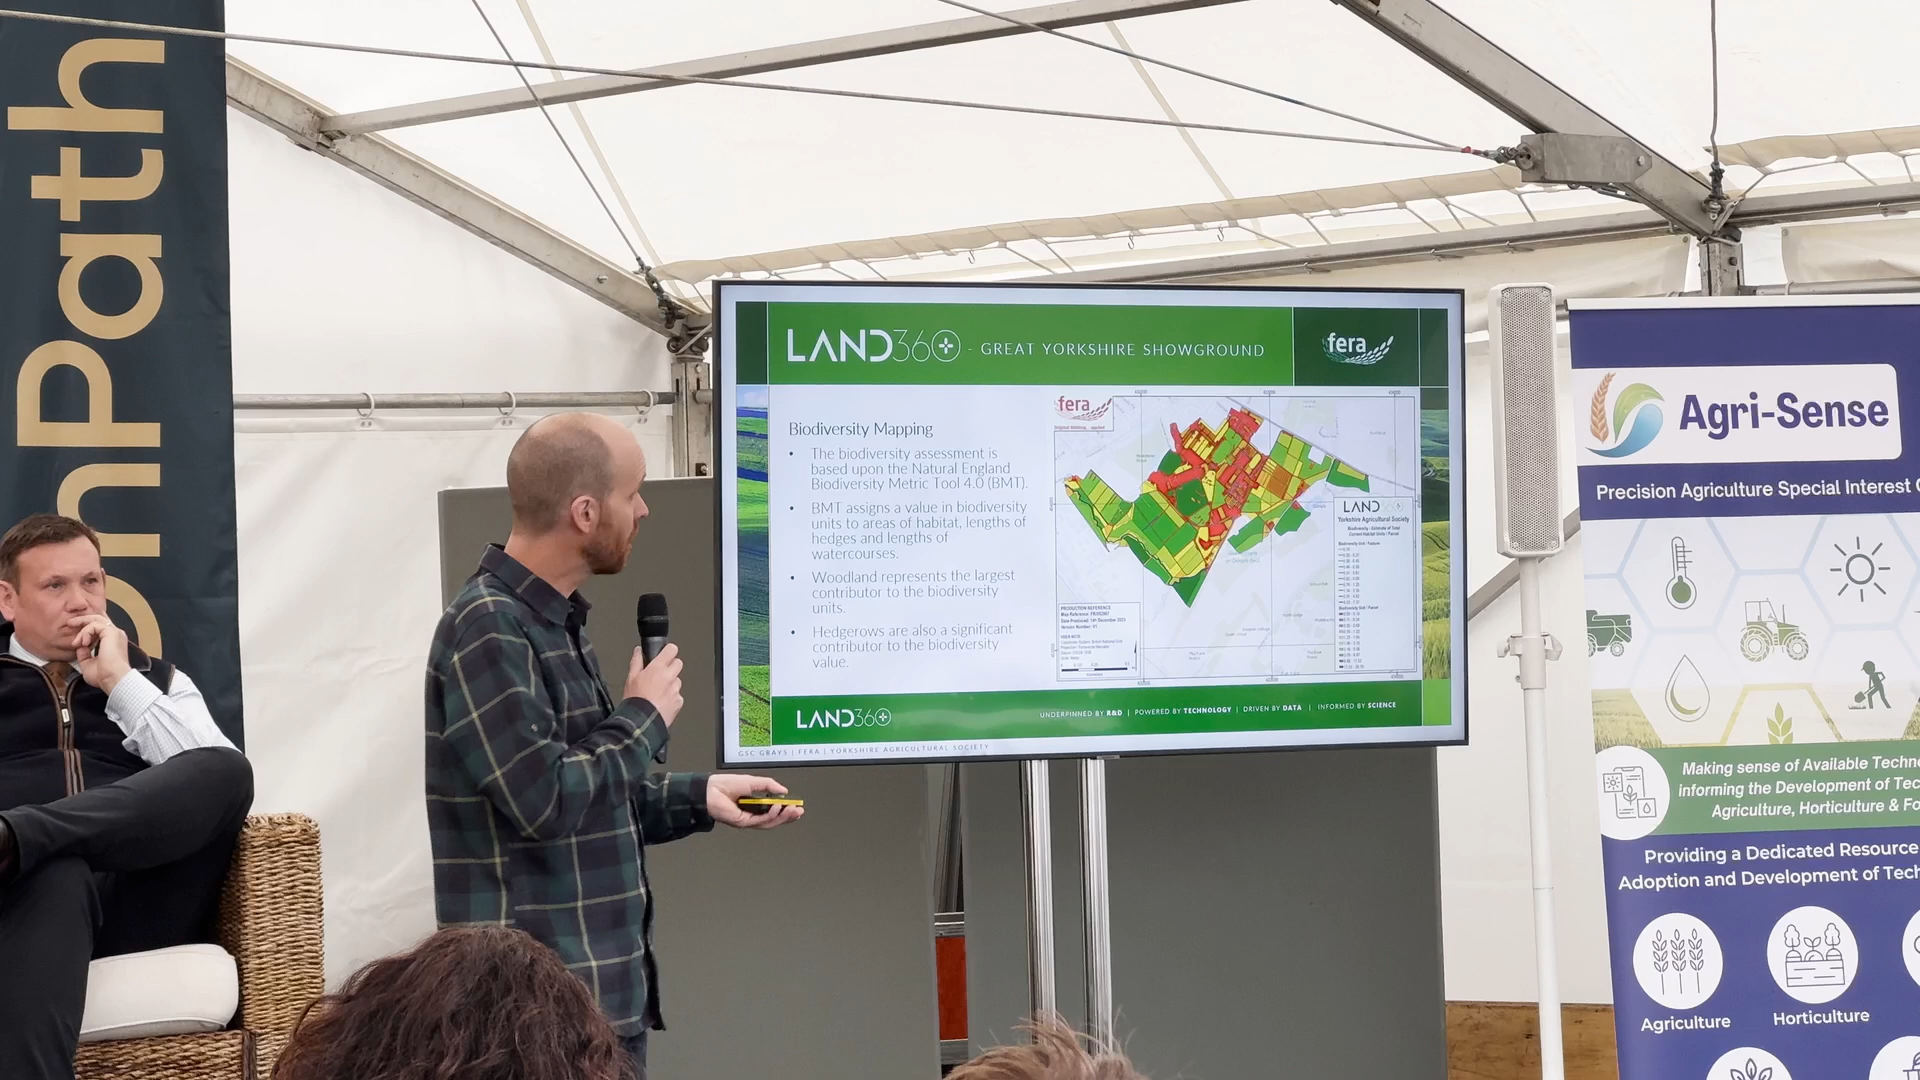 nPath
LAND360 - GREAT YORKSHIRE SHOWGROUND
fera
Biodiversity Mapping
• The biodiversity assessment is
based upon the Natural England
Biodiversity Metric Tool 4.0 (BMT).
• BMT assigns a value in biodiversity
units to areas of habitat, lengths of
hedges and lengths of
watercourses.
• Woodland represents the largest
contributor to the biodiversity
units.
• Hedgerows are also a significant
contributor to the biodiversity
value.
fera
LAND360
Yorkshire Agricultural Society
PRODUCTION REFERENCE
LAND360
UNDERPINNED BY R&D | POWERED BY TECHNOLOGY | DRIVEN BY DATA | INFORMED BY SCIENCE
GSC GRAYS | FERA | YORKSHIRE AGRICULTURAL SOCIETY
Agri-Sense
Precision Agriculture Special Interest
Making sense of Available
informing the Development of
Agriculture, Horticulture &
Providing a Dedicated Resource
Adoption and Development of
Agriculture
Horticulture